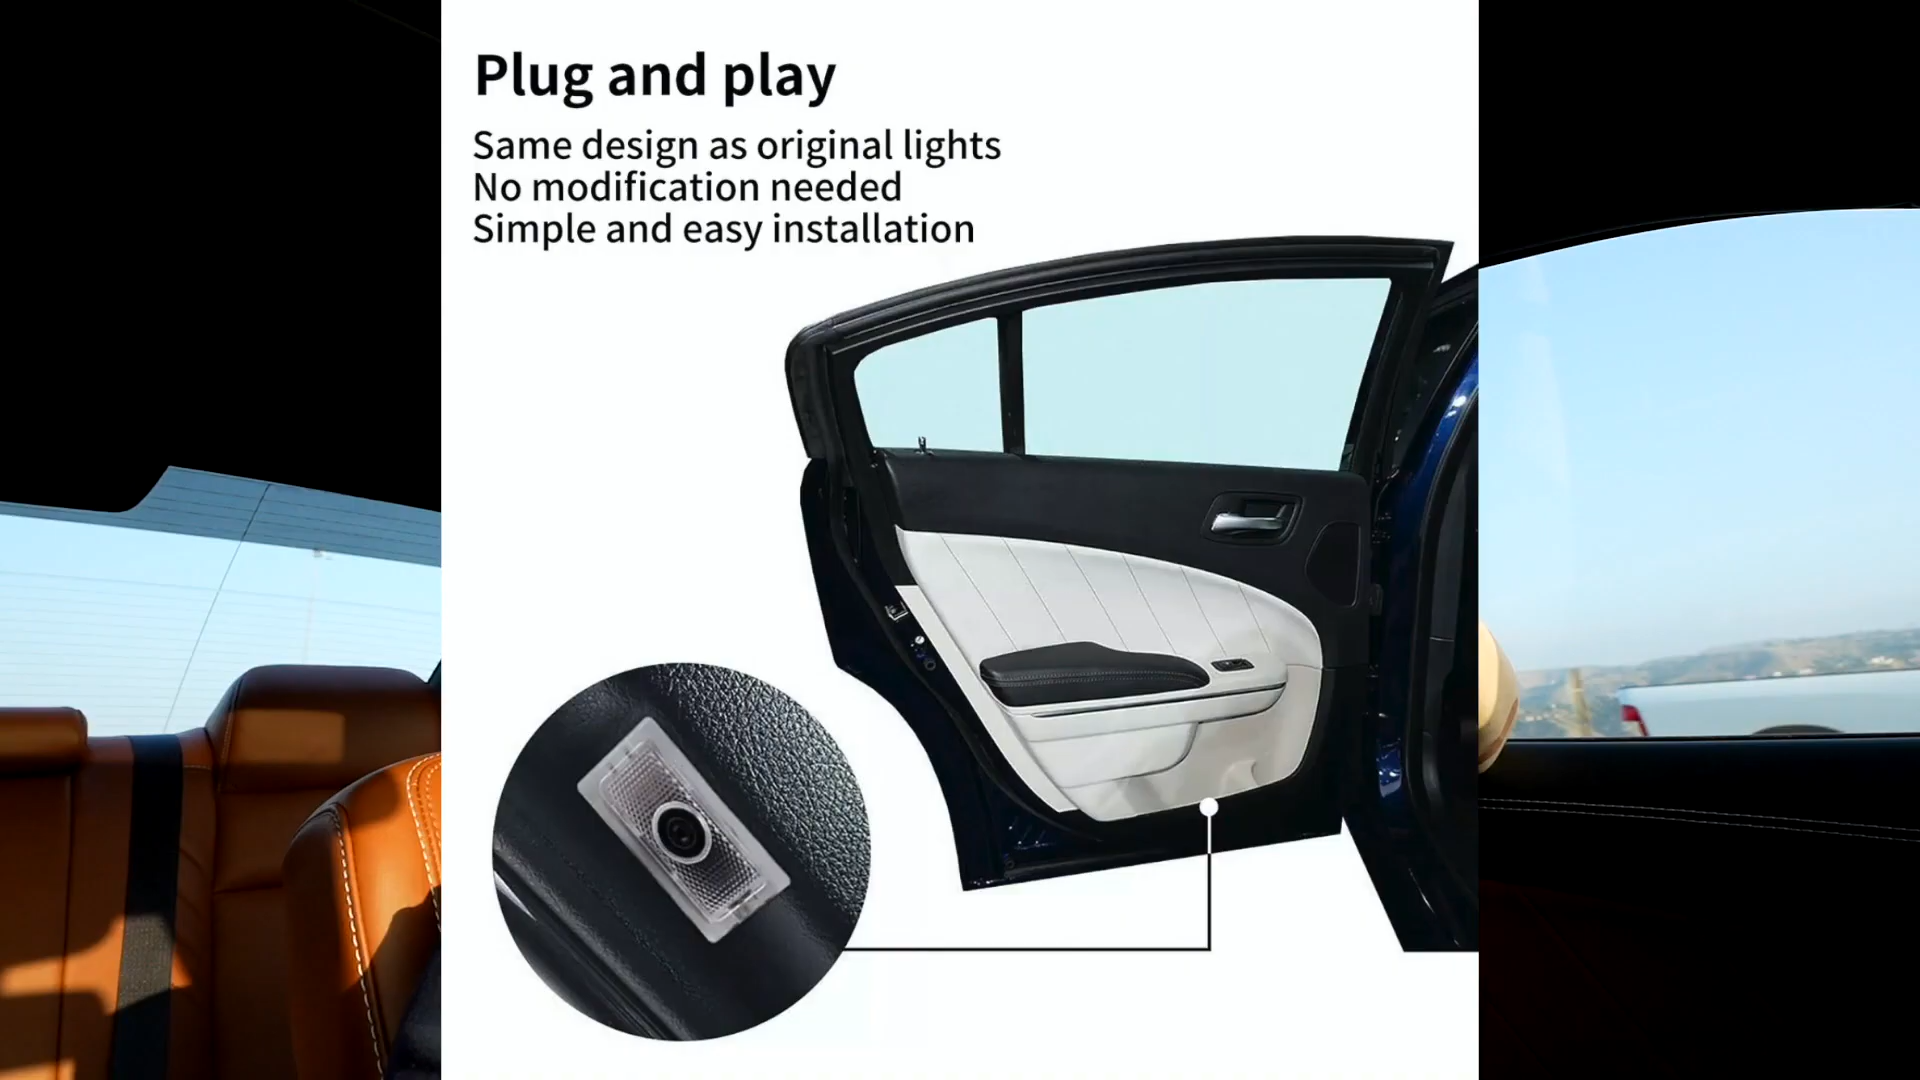 Plug and play
Same design as original lights
No modification needed
Simple and easy installation